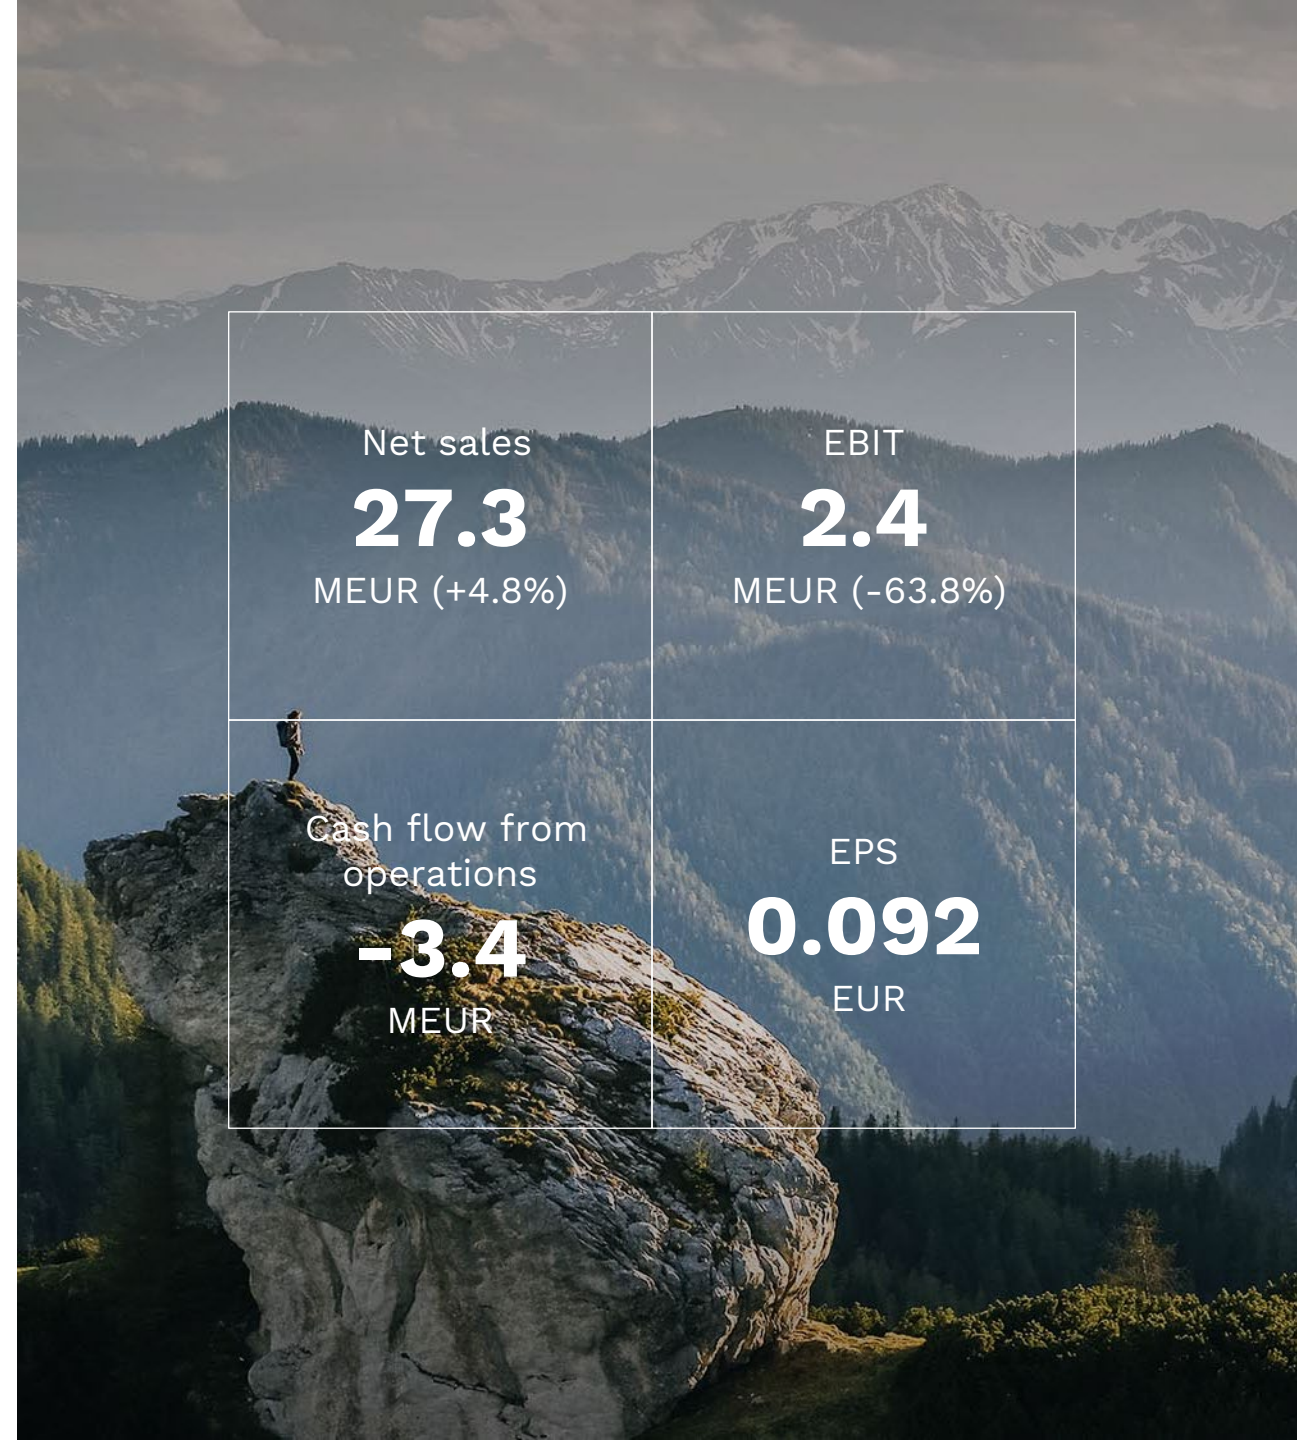 Net sales
27.3
MEUR (+4.8%)
EBIT
2.4
MEUR (-63.8%)
Cash flow from
operations
-3.4
MEUR
EPS
0.092
EUR